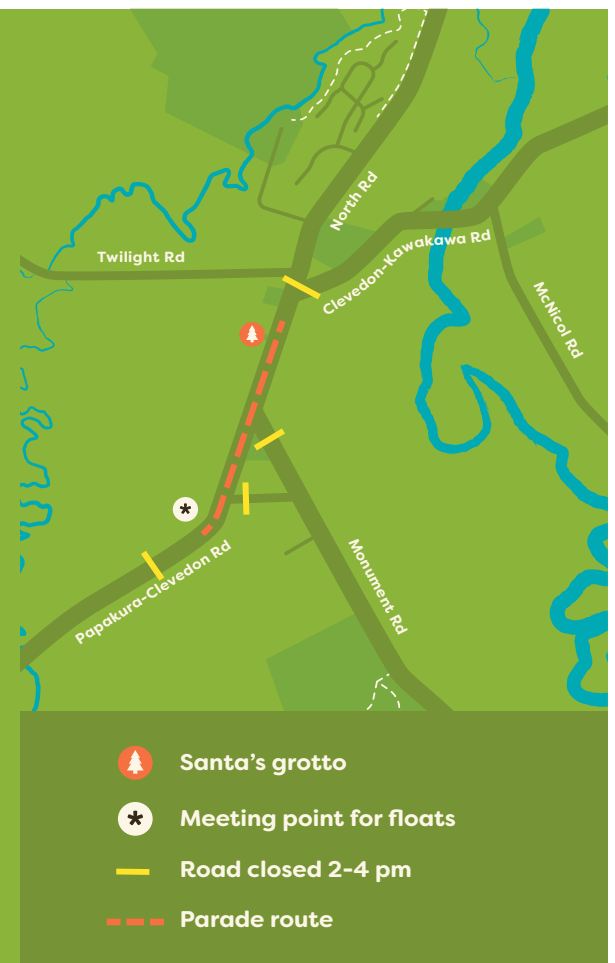 North Rd
Twilight Rd
Clevedon-Kawakawa Rd
McNicol Rd
Papakura-Clevedon Rd
Monument Rd
Santa's grotto
* Meeting point for floats
Road closed 2-4 pm
Parade route